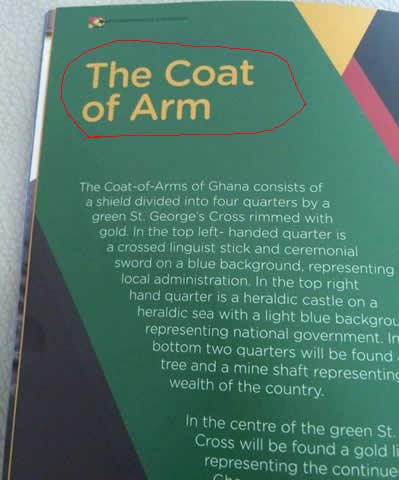 The Coat
of Arm
The Coat-of-Arms of Ghana consists of
a shield divided into four quarters by a
green St. George's Cross rimmed with
gold. In the top left- handed quarter is
a crossed linguist stick and ceremonial
sword on a blue background, representing
local administration. In the top right
hand quarter is a heraldic castle on a
heraldic sea with a light blue backgrou
representing national government. In
bottom two quarters will be found
tree and a mine shaft representing
wealth of the country.
In the centre of the green St.
Cross will be found a gold li
representing the continue